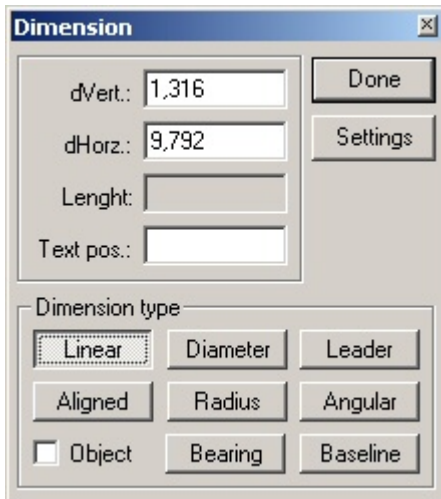 Dimension
dVert.: 1,316
Done
dHorz.: 9,792
Settings
Lenght:
Text pos.:
Dimension type
Linear Diameter Leader
Aligned Radius Angular
Object Bearing Baseline